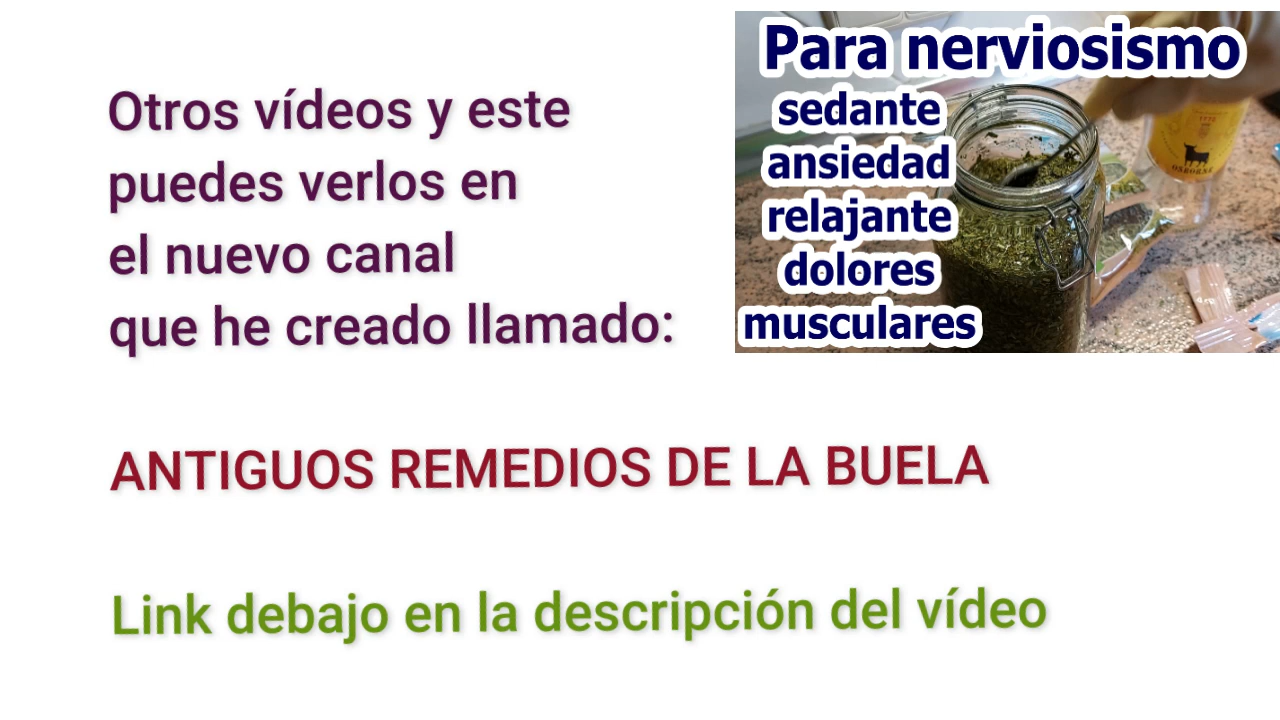 Otros vídeos y este
puedes verlos en
el nuevo canal
que he creado llamado:
ANTIGUOS REMEDIOS DE LA BUELA
Link debajo en la descripción del vídeo
Para nerviosismo
sedante
ansiedad
relajante
dolores
musculares
OSBORNE